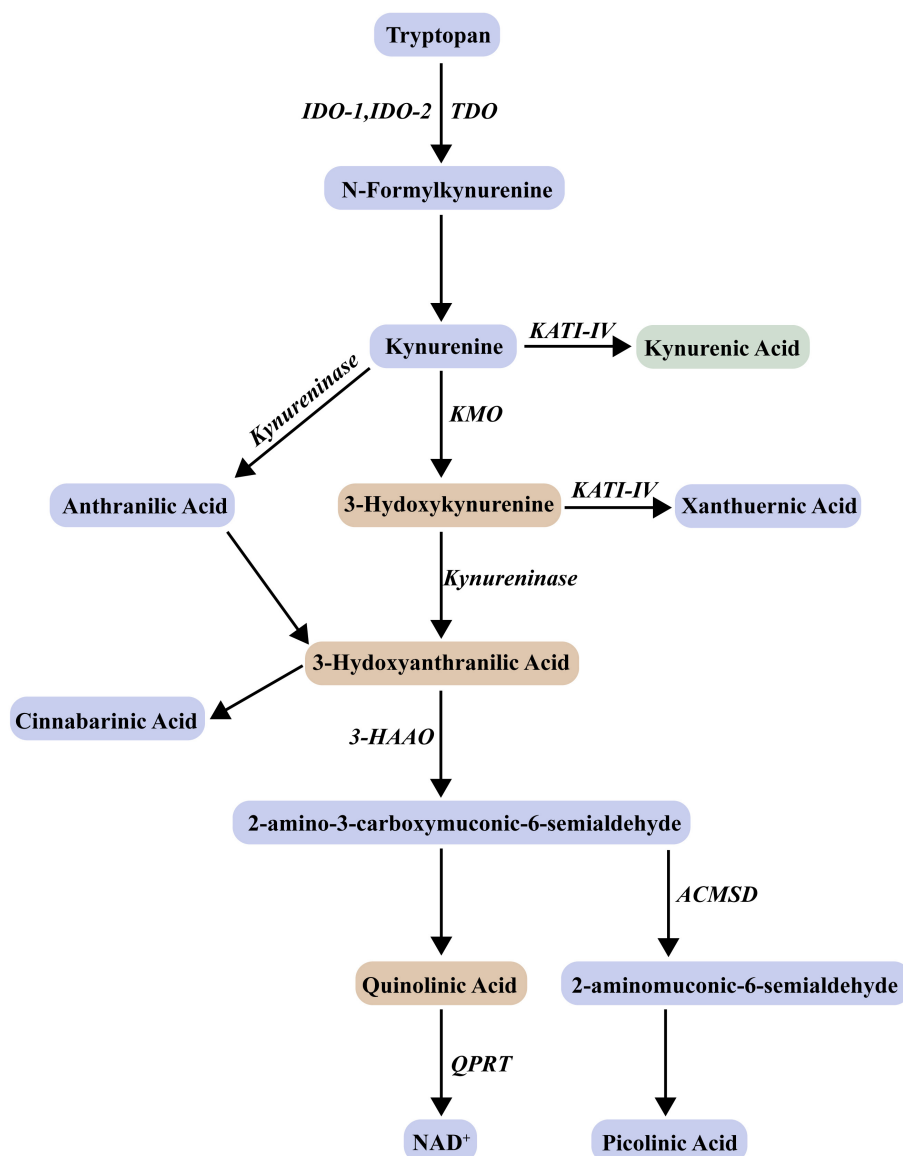 Tryptopan
IDO-1,IDO-2 TDO
N-Formylkynurenine
Kynurenine
KATI-IV
Kynurenic Acid
Kynureninase
KMO
Anthranilic Acid
3-Hydoxykynurenine
KATI-IV
Xanthuernic Acid
Kynureninase
3-Hydoxyanthranilic Acid
Cinnabarinic Acid
3-HAAO
2-amino-3-carboxymuconic-6-semialdehyde
ACMSD
Quinolinic Acid
2-aminomuconic-6-semialdehyde
QPRT
NAD⁺
Picolinic Acid